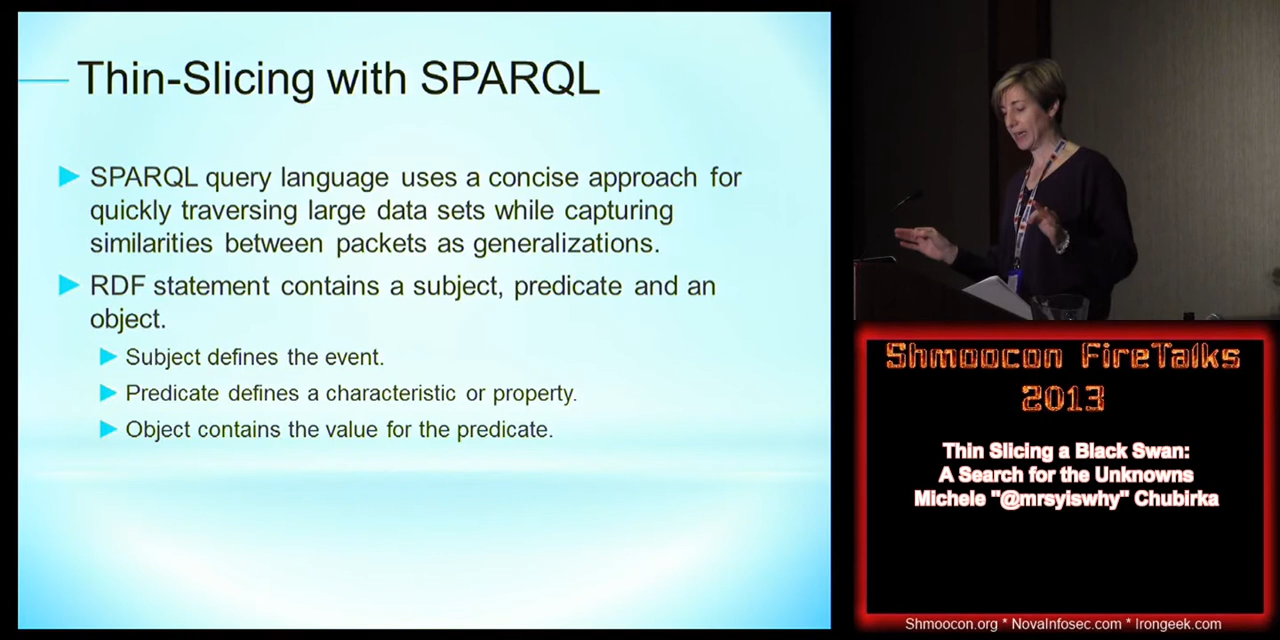 Thin-Slicing with SPARQL
SPARQL query language uses a concise approach for
quickly traversing large data sets while capturing
similarities between packets as generalizations.
RDF statement contains a subject, predicate and an
object.
Subject defines the event.
Predicate defines a characteristic or property.
Object contains the value for the predicate.
Shmoocon FireTalks
2013
Thin Slicing a Black Swan:
A Search for the Unknowns
Michele "@mrsyiswhy" Chubirka
Shmoocon.org * NovaInfosec.com * Irongeek.com